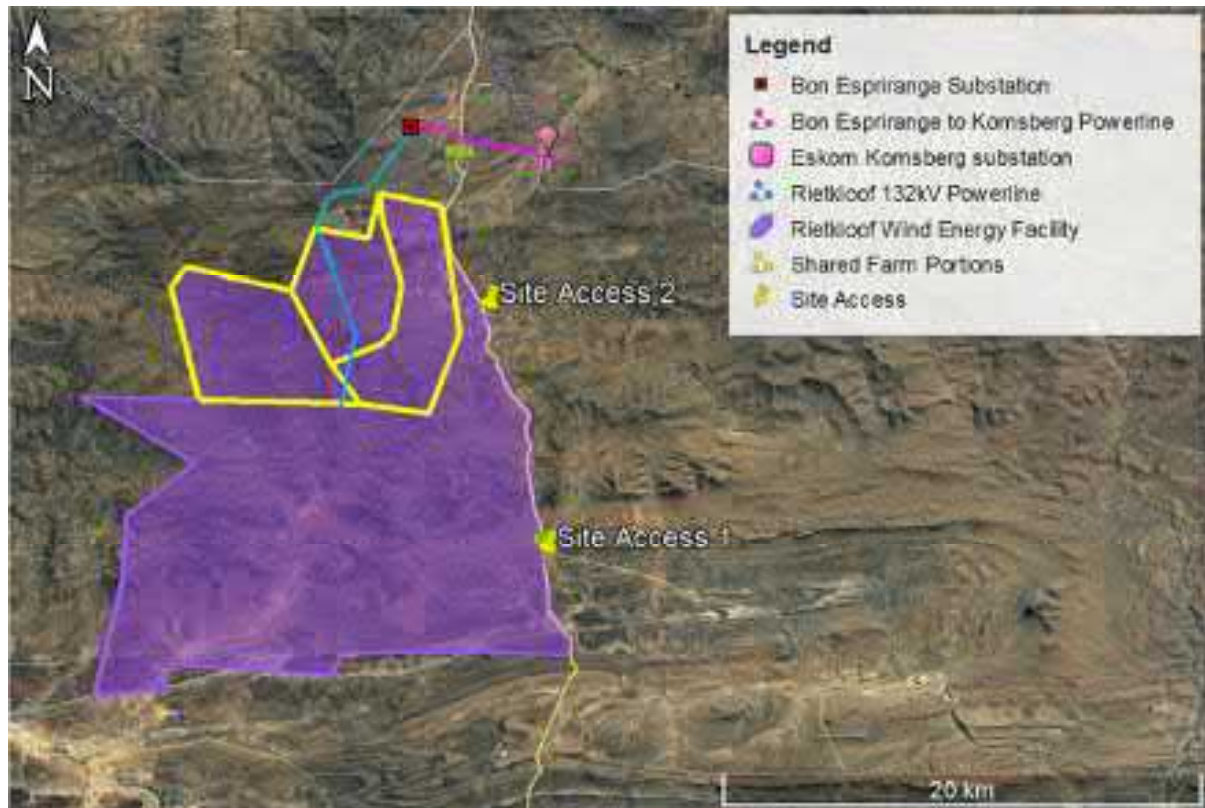 N
Legend
Bon Esprirange Substation
Bon Esprirange to Komsberg Powerline
Eskom Komsberg substation
Rietkloof 132kV Powerline
Rietkloof Wind Energy Facility
Shared Farm Portions
Site Access
Site Access 2
Site Access 1
20 km